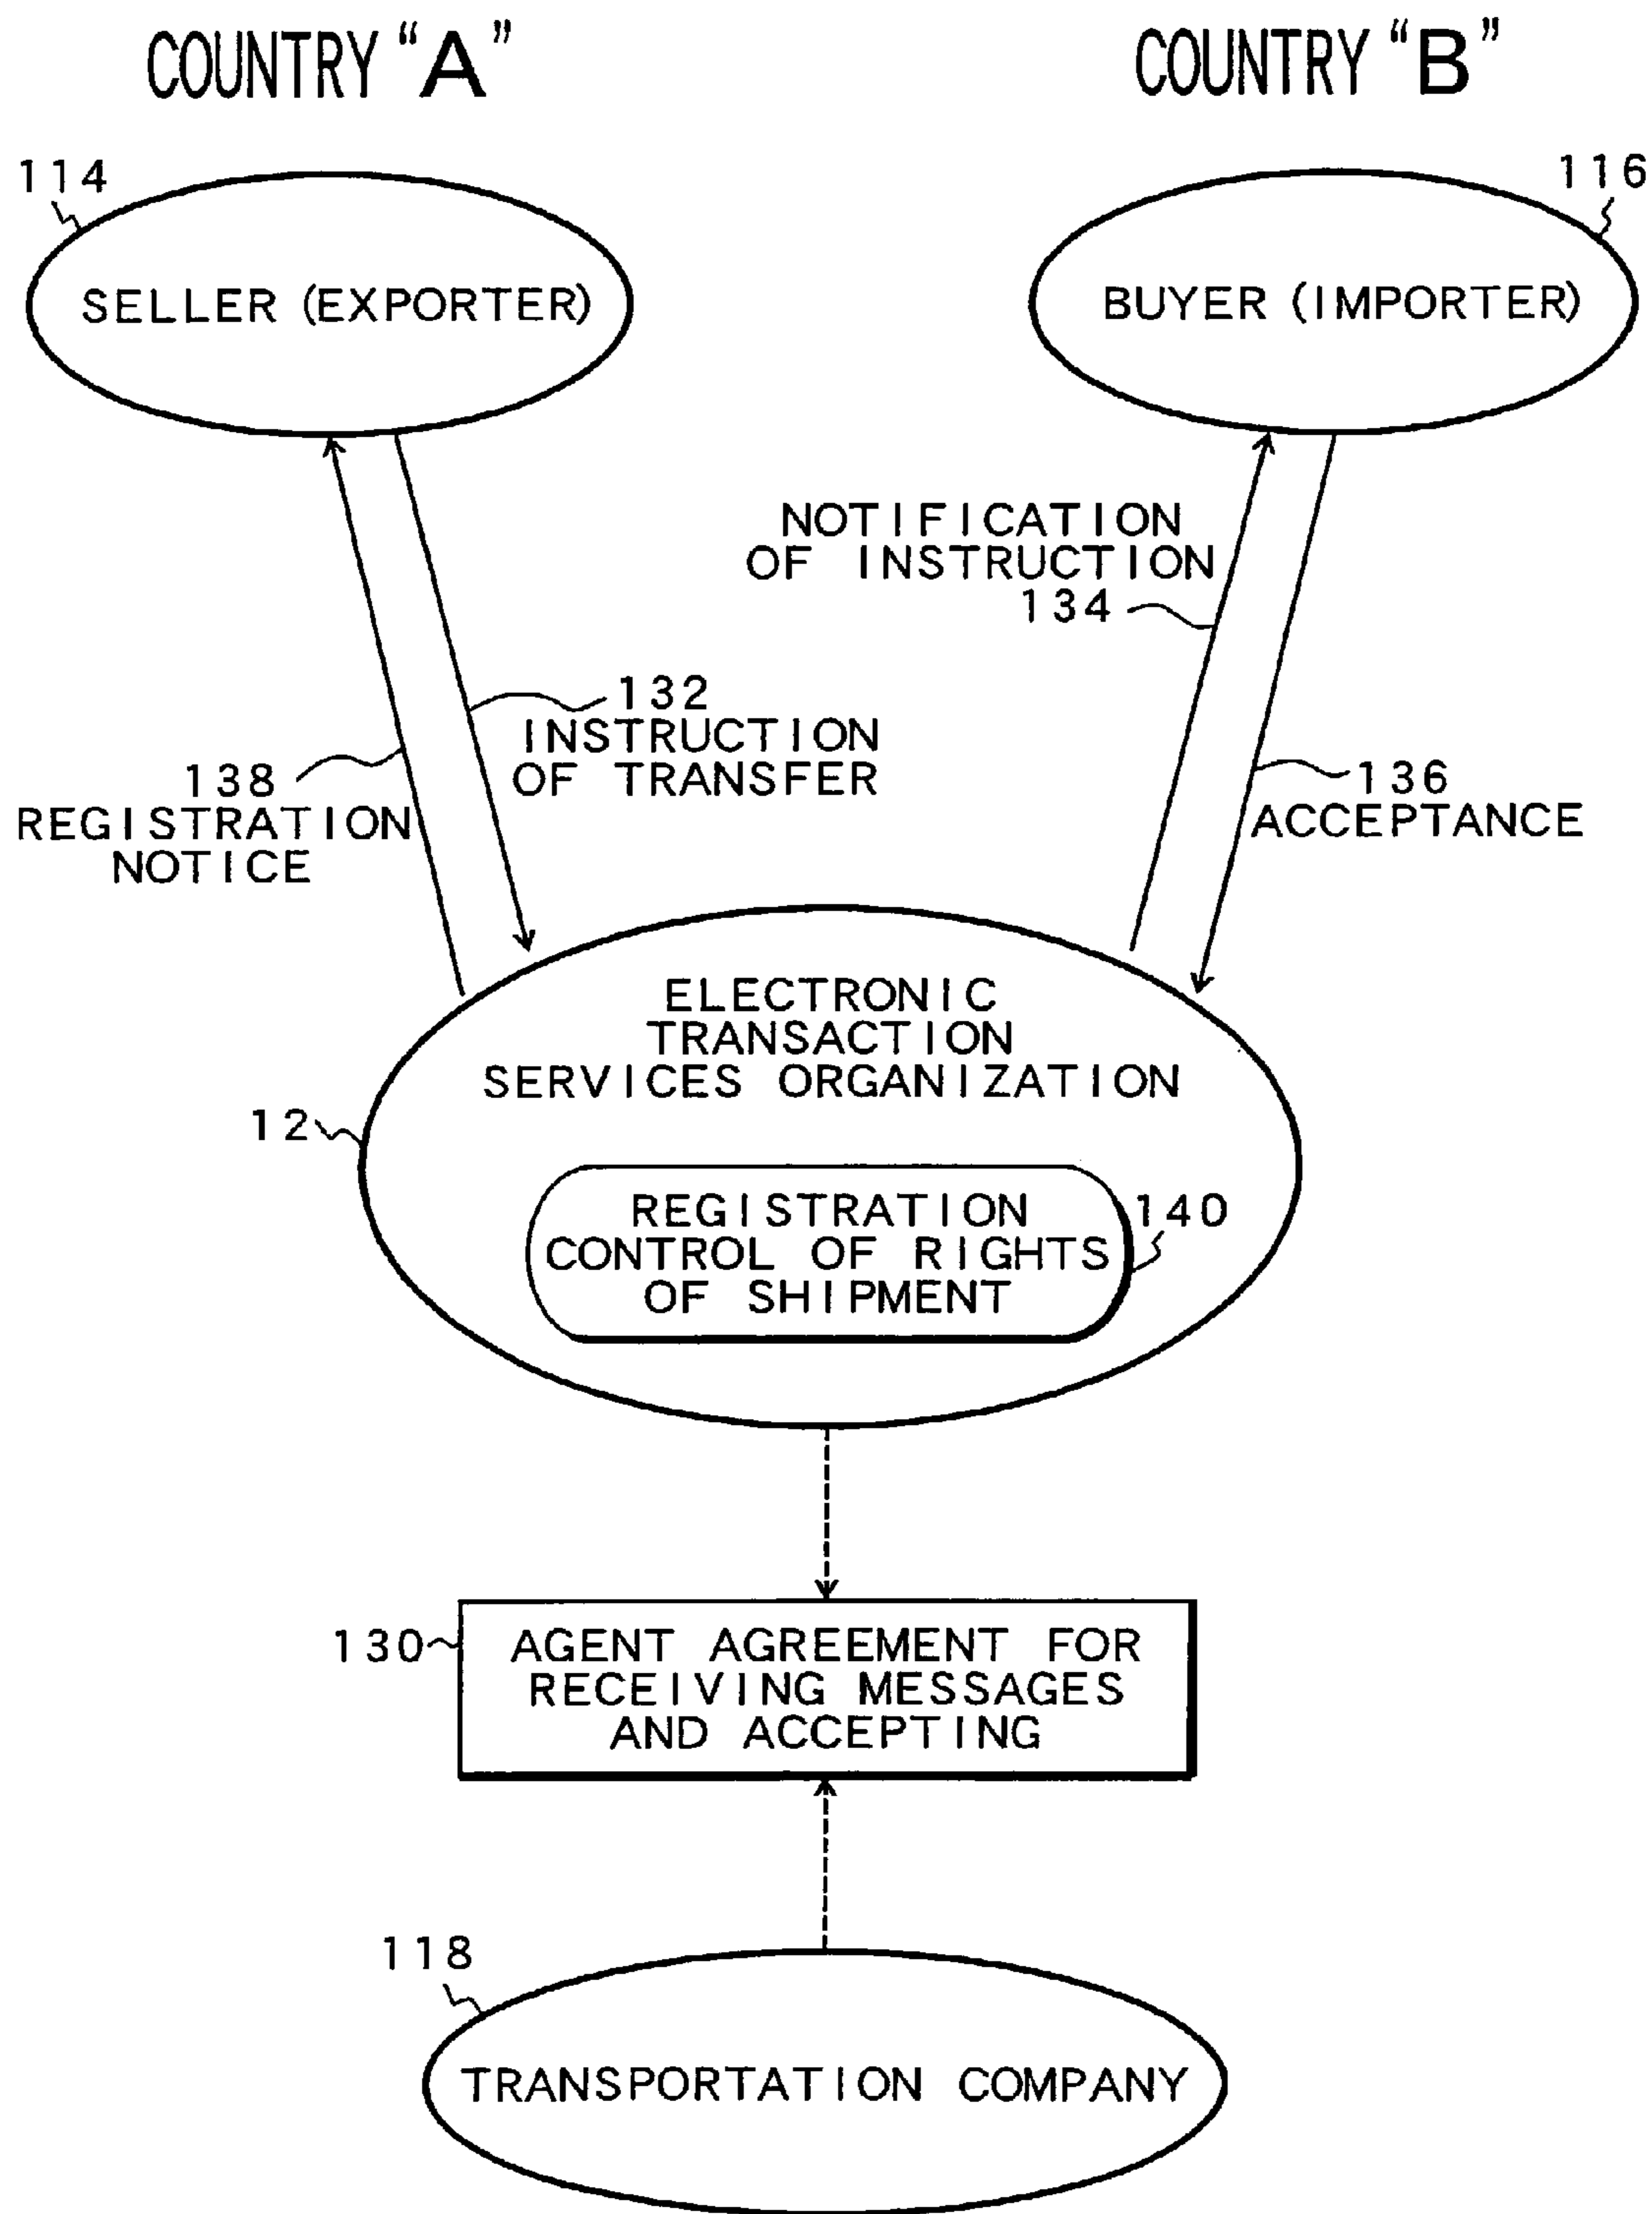 COUNTRY “A”
COUNTRY “B”
114
116
SELLER (EXPORTER)
BUYER (IMPORTER)
NOTIFICATION
OF INSTRUCTION
134
132
INSTRUCTION
OF TRANSFER
138
REGISTRATION
NOTICE
136
ACCEPTANCE
ELECTRONIC
TRANSACTION
SERVICES ORGANIZATION
12
REGISTRATION
CONTROL OF RIGHTS
OF SHIPMENT
140
130
AGENT AGREEMENT FOR
RECEIVING MESSAGES
AND ACCEPTING
118
TRANSPORTATION COMPANY